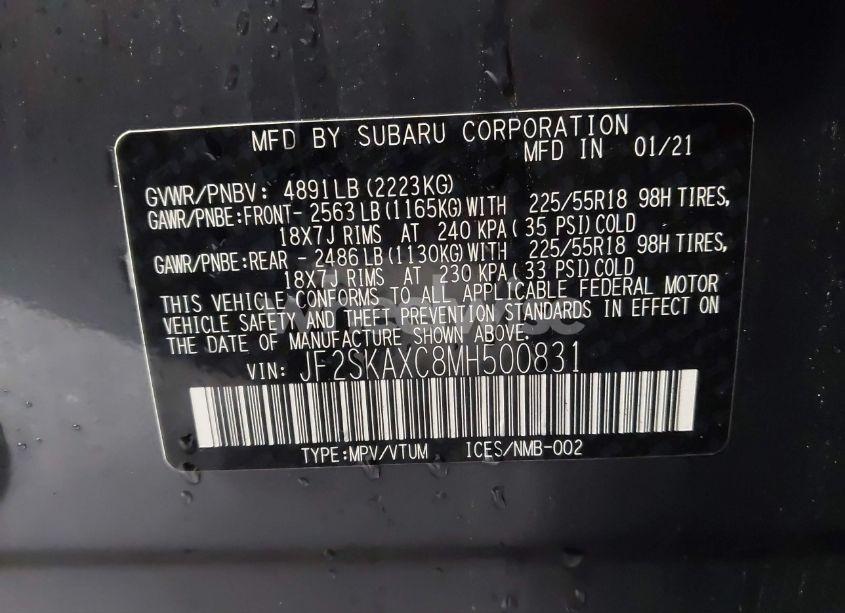 MFD BY SUBARU CORPORATION
MFD IN 01/21
GVWR/PNBV: 4891LB (2223KG)
GAWR/PNBE:FRONT- 2563LB (1165KG) WITH 225/55R18 98H TIRES,
18X7J RIMS AT 240 KPA( 35 PSI) COLD
GAWR/PNBE:REAR - 2486LB (1130KG) WITH 225/55R18 98H TIRES,
18X7J RIMS AT 230 KPA( 33 PSI) COLD
THIS VEHICLE CONFORMS TO ALL APPLICABLE FEDERAL MOTOR
VEHICLE SAFETY AND THEFT PREVENTION STANDARDS IN EFFECT ON
THE DATE OF MANUFACTURE SHOWN ABOVE.
VIN: JF2SKAXC8MH500831
TYPE:MPV/VTUM ICES/NMB-002